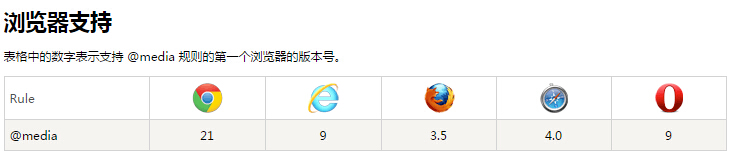 浏览器支持
表格中的数字表示支持 @media 规则的第一个浏览器的版本号。
Rule
@media 21 9 3.5 4.0 9